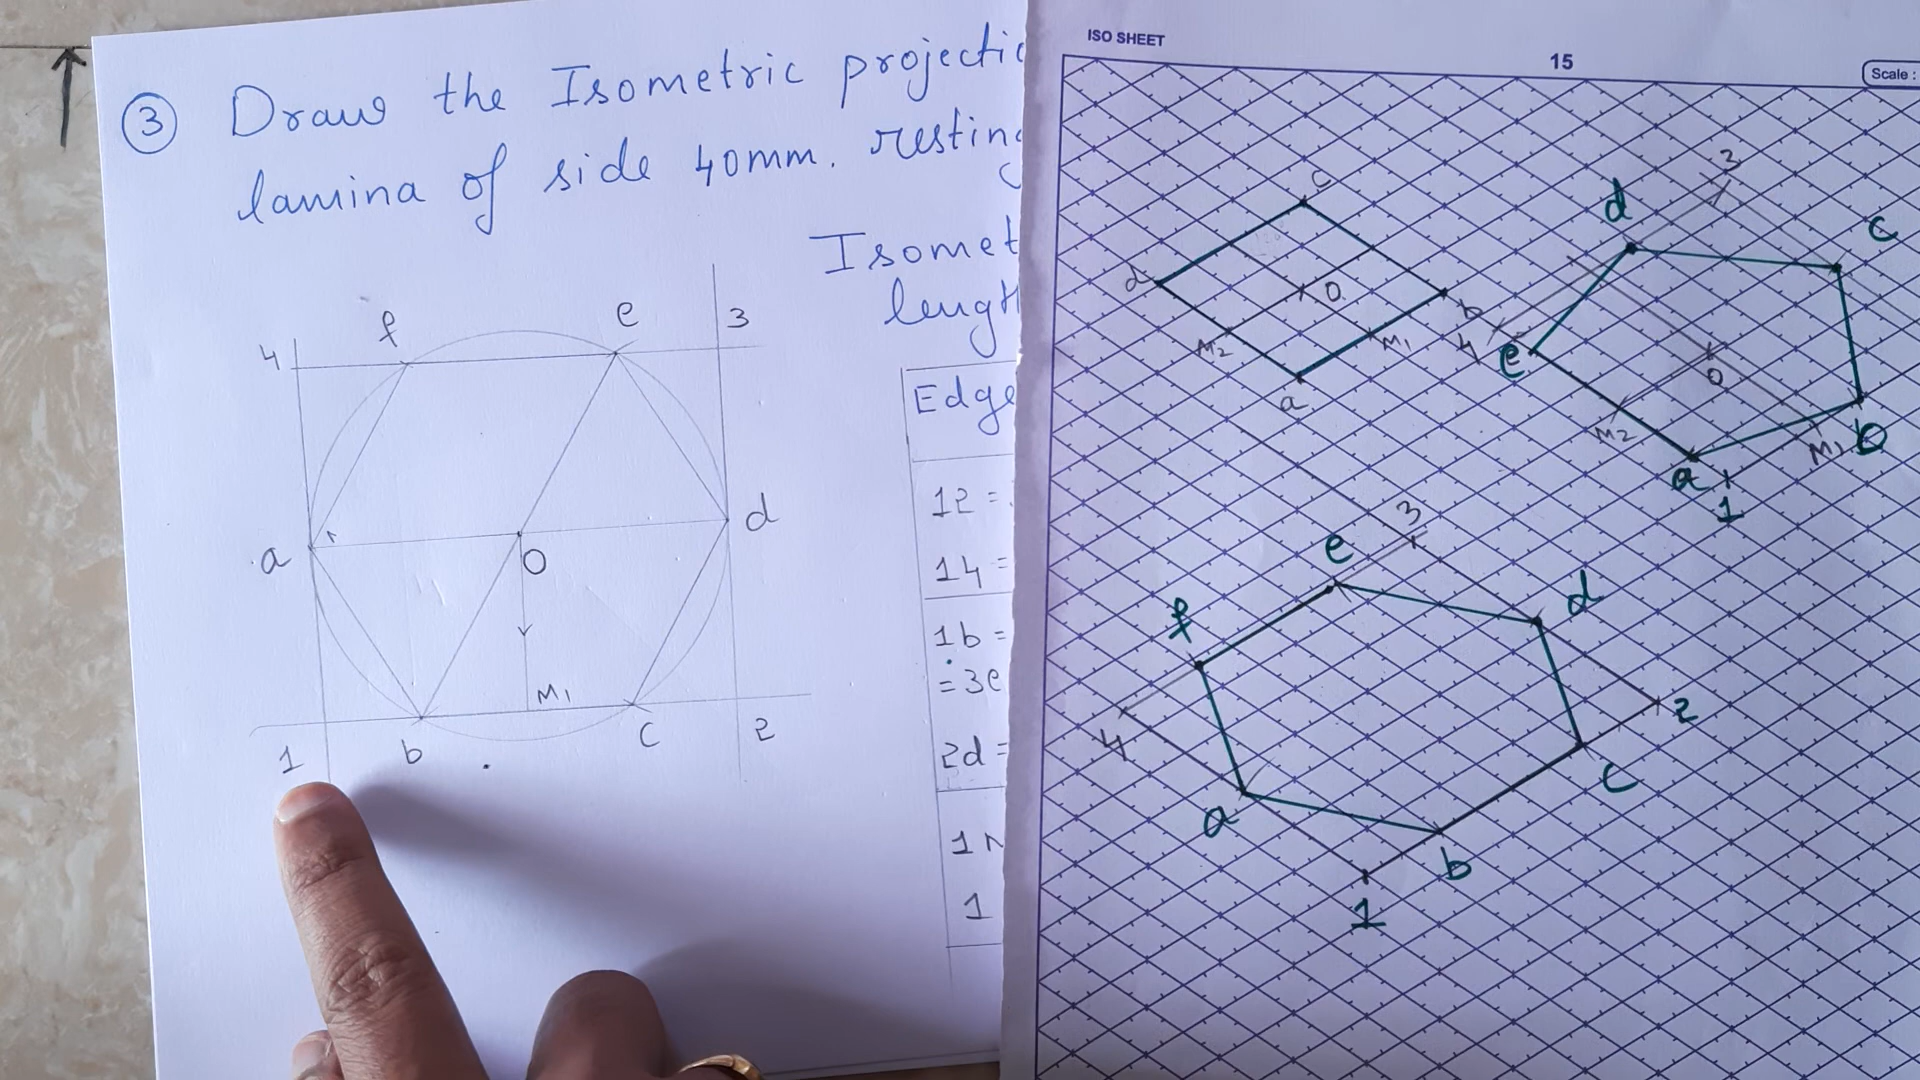 3 Draw the Isometric
lamina of side 40mm.
Isomet
lengt
Edge
12 =
14 =
1b =
= 3e
2d =
1
1
f
e
3
4
a
O
d
M1
1
b
c
2
ISO SHEET
15
Scale :
c
d
O
b
M2
M1
a
3
d
c
4
e
O
M2
M1
b
a
1
3
e
d
f
4
2
a
c
b
1